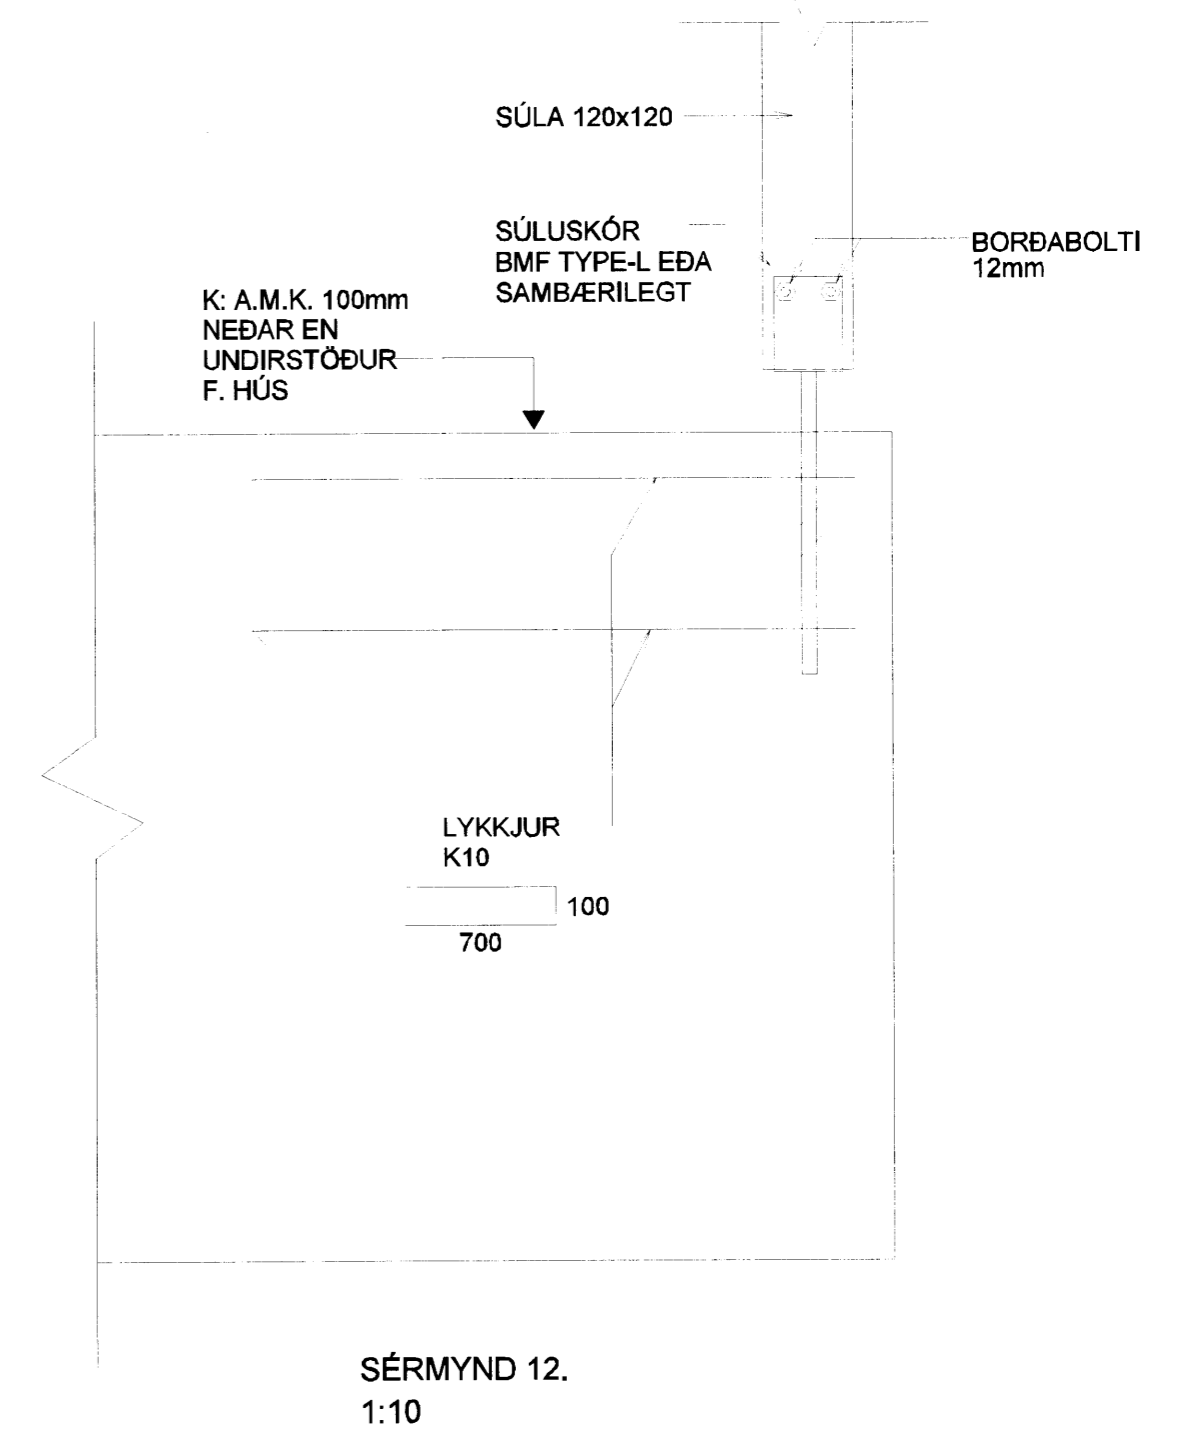 SÚLA 120x120
SÚLUSKÓR
BMF TYPE-L EÐA
SAMBÆRILEGT
BORÐABOLTI
12mm
K: A.M.K. 100mm
NEÐAR EN
UNDIRSTÖÐUR
F. HÚS
LYKKJUR
K10
100
700
SÉRMYND 12.
1:10